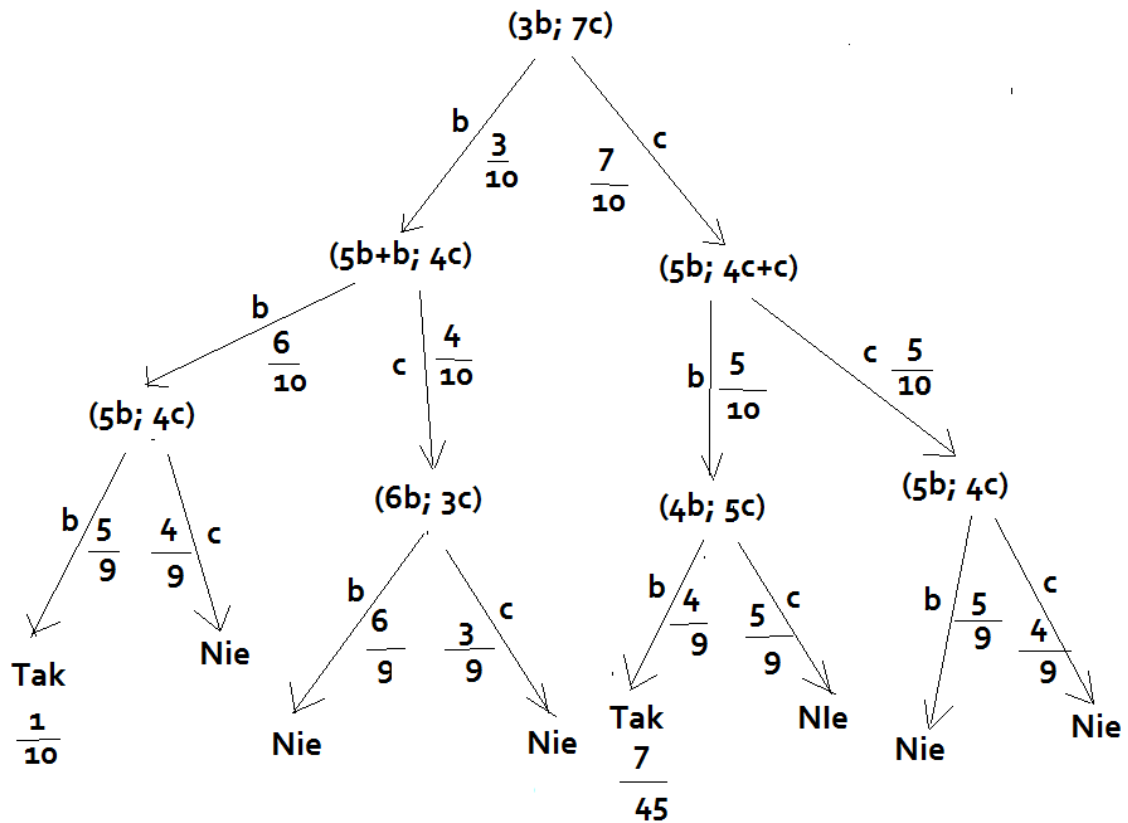 (3b; 7c)
b 3/10 7/10 c
(5b+b; 4c) (5b; 4c+c)
b 6/10 c 4/10 b 5/10 c 5/10
(5b; 4c) (6b; 3c) (4b; 5c) (5b; 4c)
b 5/9 4/9 c b 6/9 3/9 c b 4/9 5/9 c b 5/9 4/9 c
Tak Nie Nie Nie Tak NIe Nie Nie
1/10 7/45